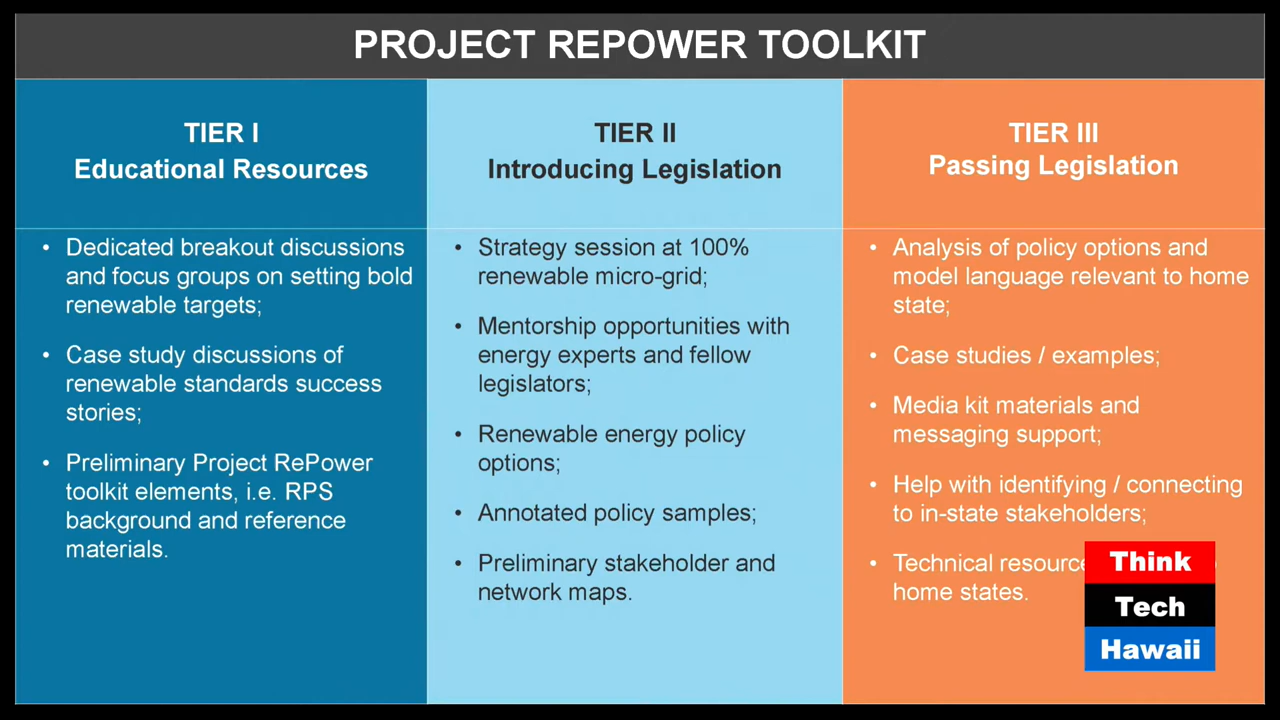 PROJECT REPOWER TOOLKIT
TIER I
Educational Resources
• Dedicated breakout discussions
and focus groups on setting bold
renewable targets;
• Case study discussions of
renewable standards success
stories;
• Preliminary Project RePower
toolkit elements, i.e. RPS
background and reference
materials.
TIER II
Introducing Legislation
• Strategy session at 100%
renewable micro-grid;
• Mentorship opportunities with
energy experts and fellow
legislators;
• Renewable energy policy
options;
• Annotated policy samples;
• Preliminary stakeholder and
network maps.
TIER III
Passing Legislation
• Analysis of policy options and
model language relevant to home
state;
• Case studies / examples;
• Media kit materials and
messaging support;
• Help with identifying / connecting
to in-state stakeholders;
• Technical
home states.
Think
Tech
Hawaii